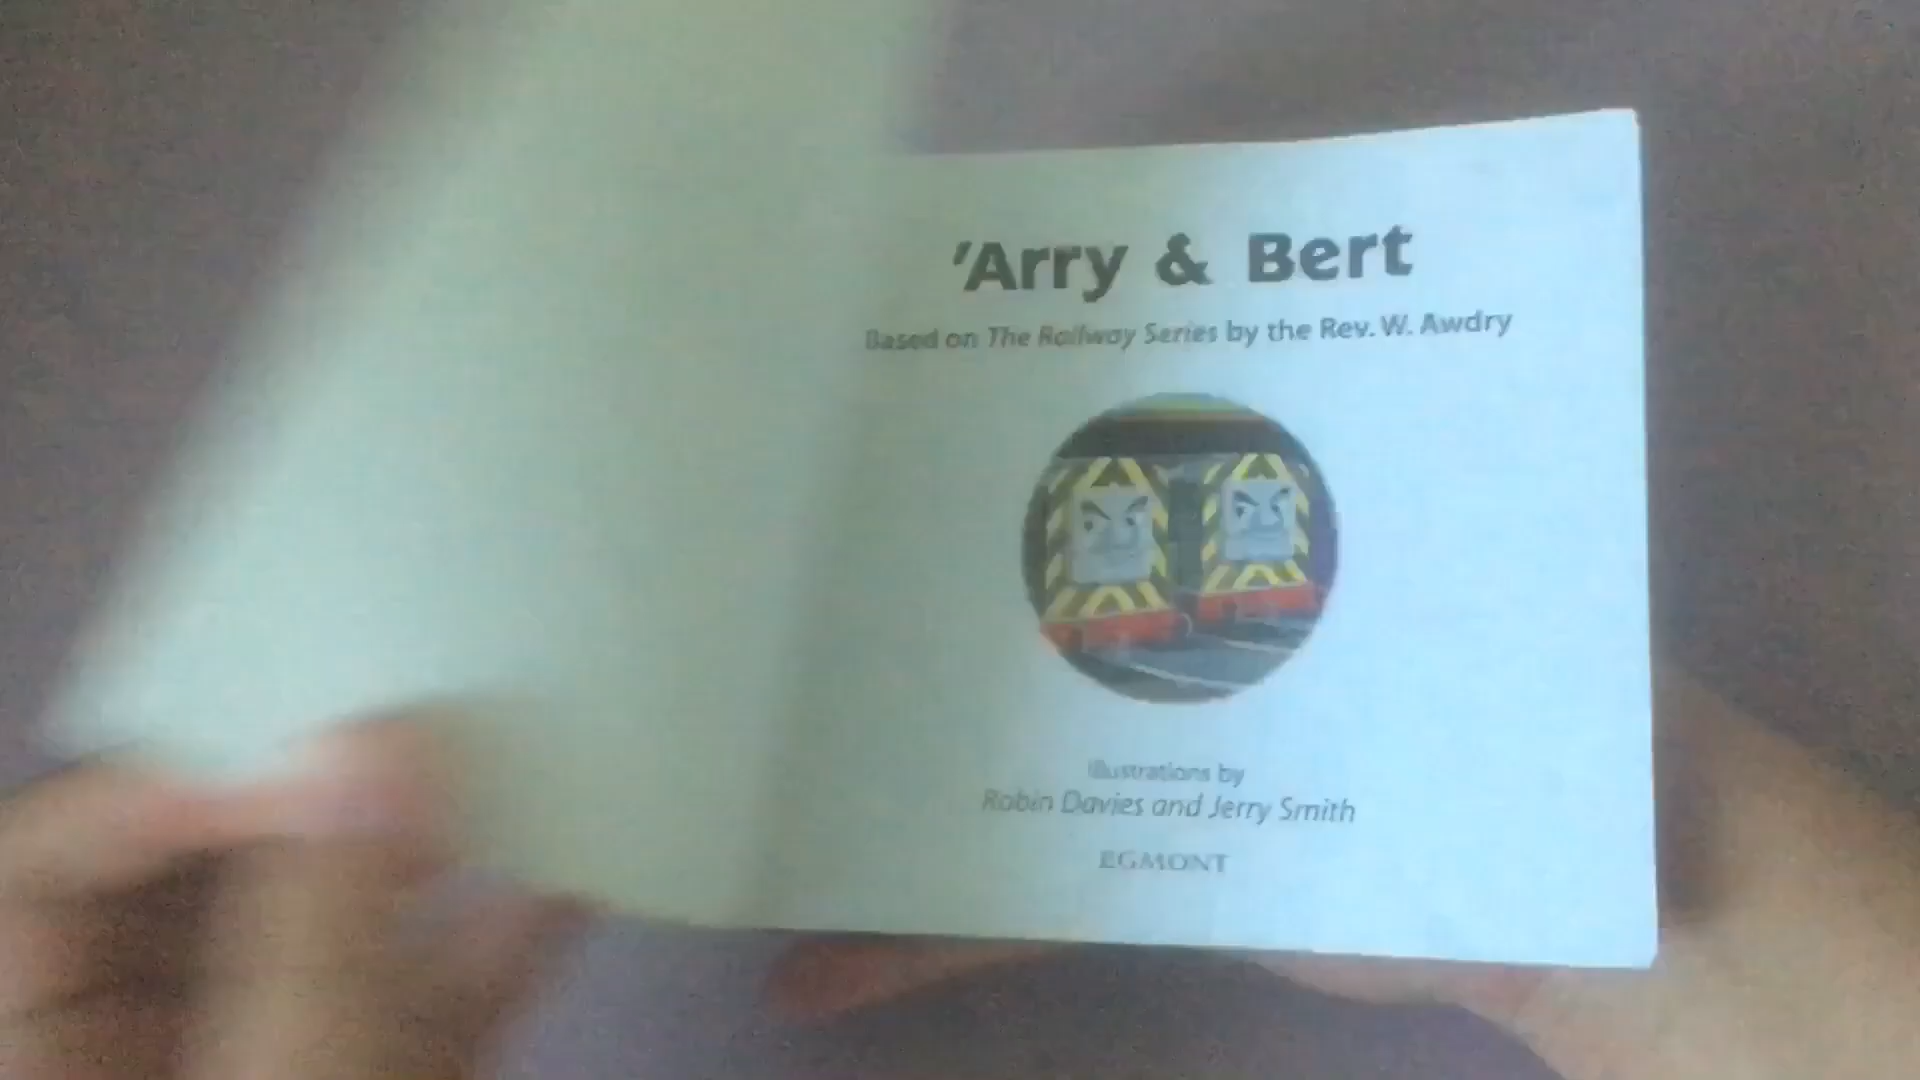 'Arry & Bert
Based on The Railway Series by the Rev. W. Awdry
Illustrations by
Robin Davies and Jerry Smith
EGMONT